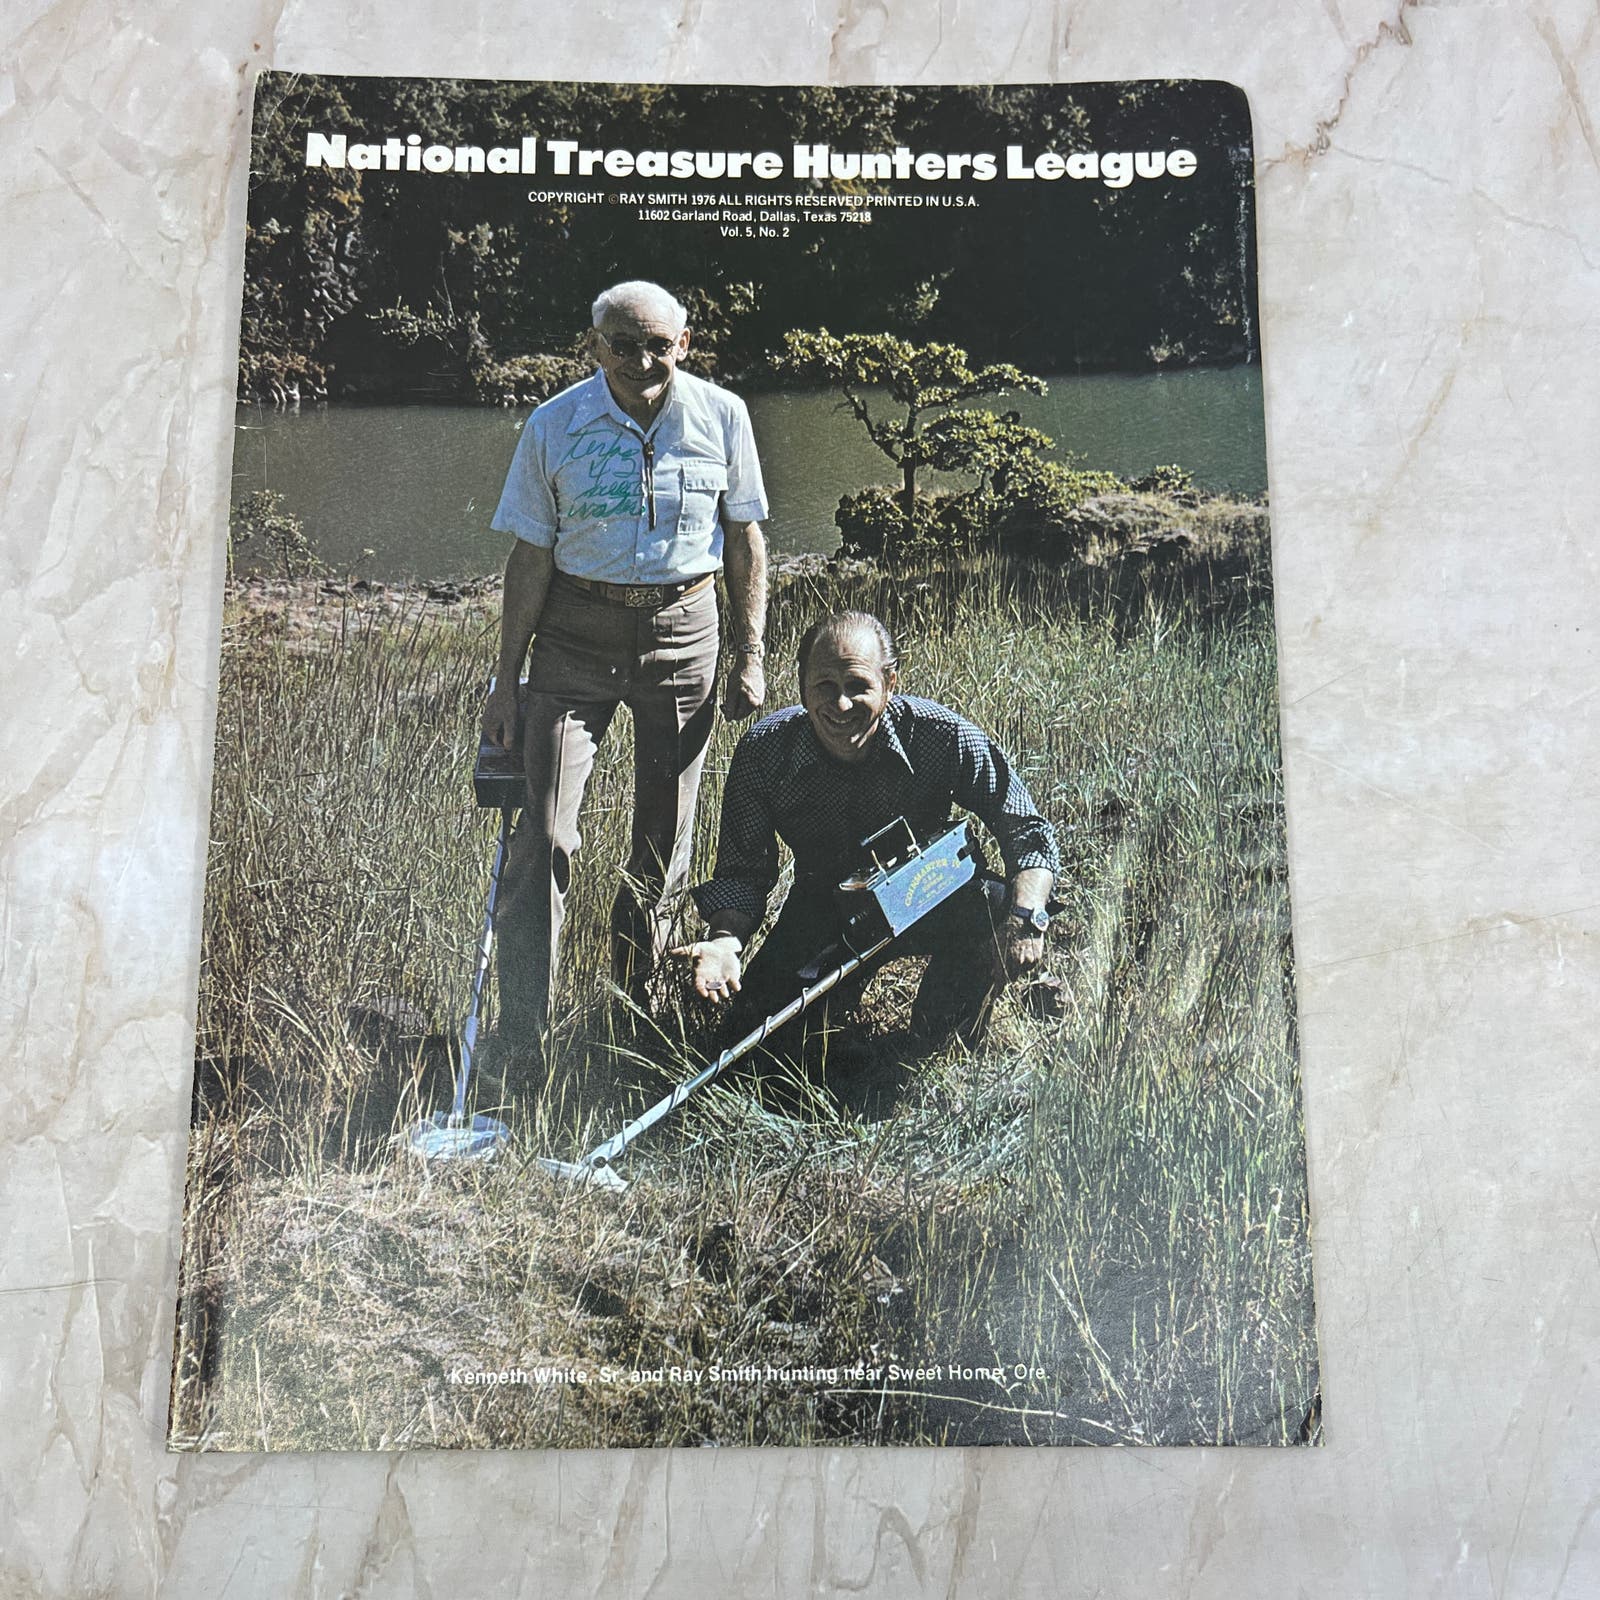 National Treasure Hunters League
COPYRIGHT ©RAY SMITH 1976 ALL RIGHTS RESERVED PRINTED IN U.S.A.
11602 Garland Road, Dallas, Texas 75218
Vol. 5, No. 2
COINMASTER
Kenneth White, Sr. and Ray Smith hunting near Sweet Home, Ore.